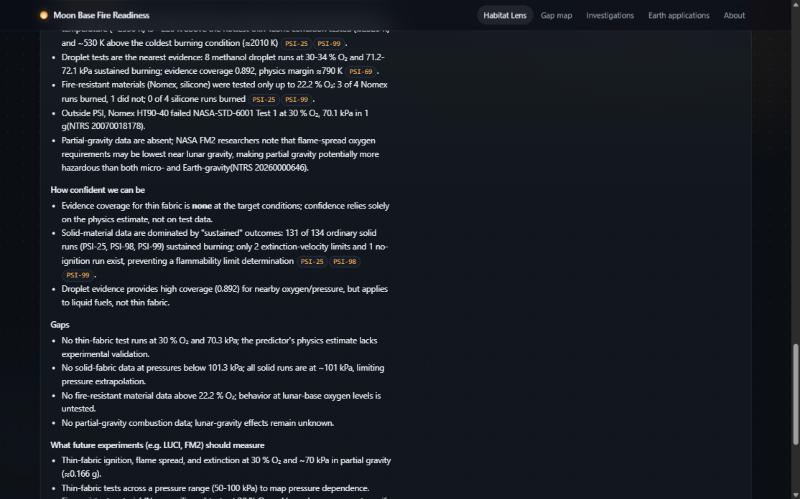 Moon Base Fire Readiness
Habitat Lens
Gap map
Investigations
Earth applications
About
and ~530 K above the coldest burning condition (≈2010 K) PSI-25 PSI-99 .
• Droplet tests are the nearest evidence: 8 methanol droplet runs at 30-34 % O₂ and 71.2-
72.1 kPa sustained burning; evidence coverage 0.892, physics margin ≈790 K PSI-69 .
• Fire-resistant materials (Nomex, silicone) were tested only up to 22.2 % O₂: 3 of 4 Nomex
runs burned, 1 did not; 0 of 4 silicone runs burned PSI-25 PSI-99 .
• Outside PSI, Nomex HT90-40 failed NASA-STD-6001 Test 1 at 30 % O₂, 70.1 kPa in 1
g(NTRS 20070018178).
• Partial-gravity data are absent; NASA FM2 researchers note that flame-spread oxygen
requirements may be lowest near lunar gravity, making partial gravity potentially more
hazardous than both micro- and Earth-gravity(NTRS 20260000646).
How confident we can be
• Evidence coverage for thin fabric is none at the target conditions; confidence relies solely
on the physics estimate, not on test data.
• Solid-material data are dominated by "sustained" outcomes: 131 of 134 ordinary solid
runs (PSI-25, PSI-98, PSI-99) sustained burning; only 2 extinction-velocity limits and 1 no-
ignition run exist, preventing a flammability limit determination PSI-25 PSI-98
PSI-99 .
• Droplet evidence provides high coverage (0.892) for nearby oxygen/pressure, but applies
to liquid fuels, not thin fabric.
Gaps
• No thin-fabric test runs at 30 % O₂ and 70.3 kPa; the predictor's physics estimate lacks
experimental validation.
• No solid-fabric data at pressures below 101.3 kPa; all solid runs are at ~101 kPa, limiting
pressure extrapolation.
• No fire-resistant material data above 22.2 % O₂; behavior at lunar-base oxygen levels is
untested.
• No partial-gravity combustion data; lunar-gravity effects remain unknown.
What future experiments (e.g. LUCI, FM2) should measure
• Thin-fabric ignition, flame spread, and extinction at 30 % O₂ and ~70 kPa in partial gravity
(≈0.166 g).
• Thin-fabric tests across a pressure range (50-100 kPa) to map pressure dependence.